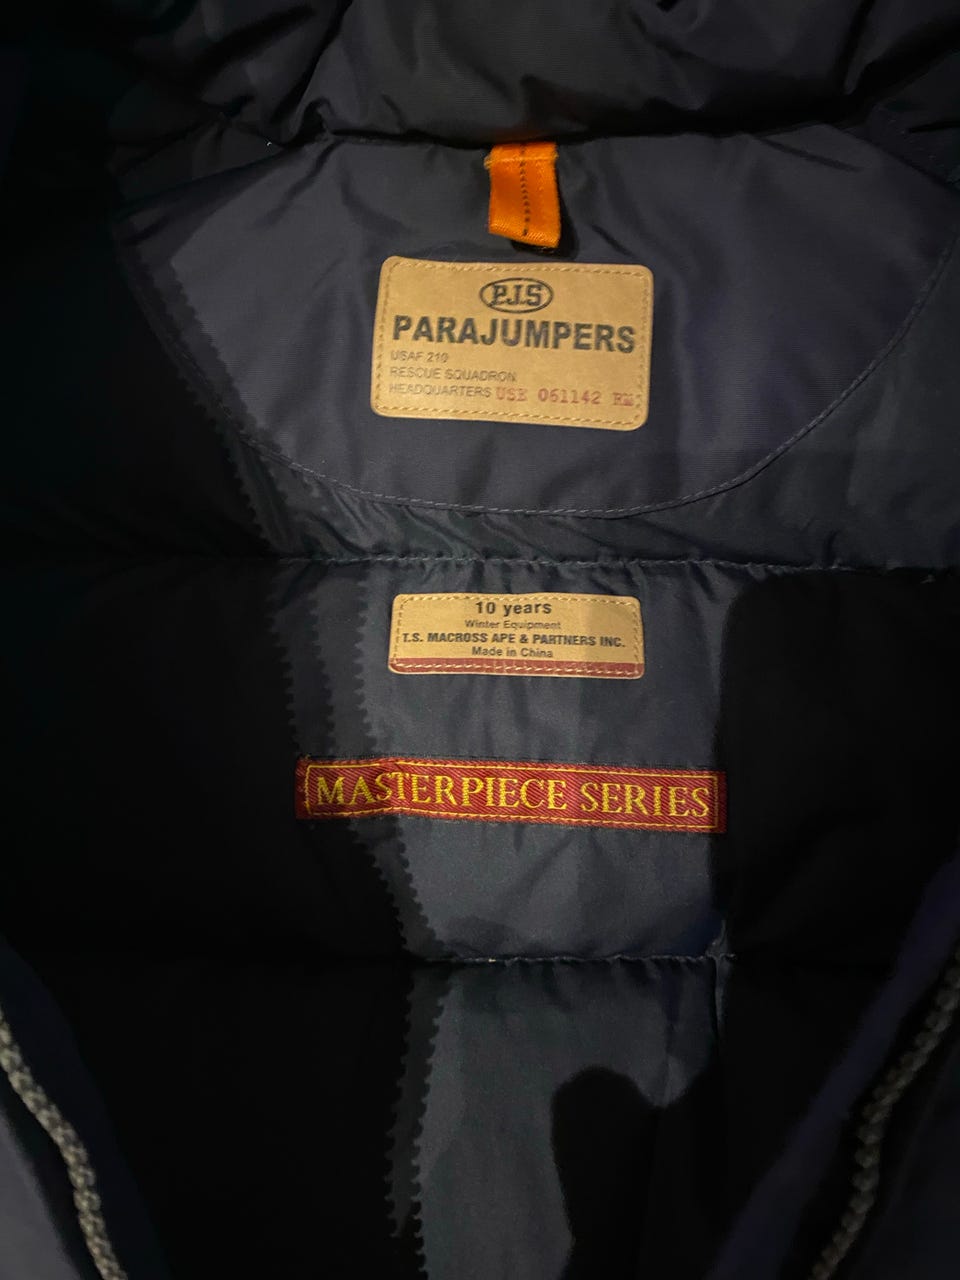 PJS
PARAJUMPERS
USAF 210
RESCUE SQUADRON
HEADQUARTERS USE 061142 RM
10 years
Winter Equipment
T.S. MACROSS APE & PARTNERS INC.
Made in China
MASTERPIECE SERIES